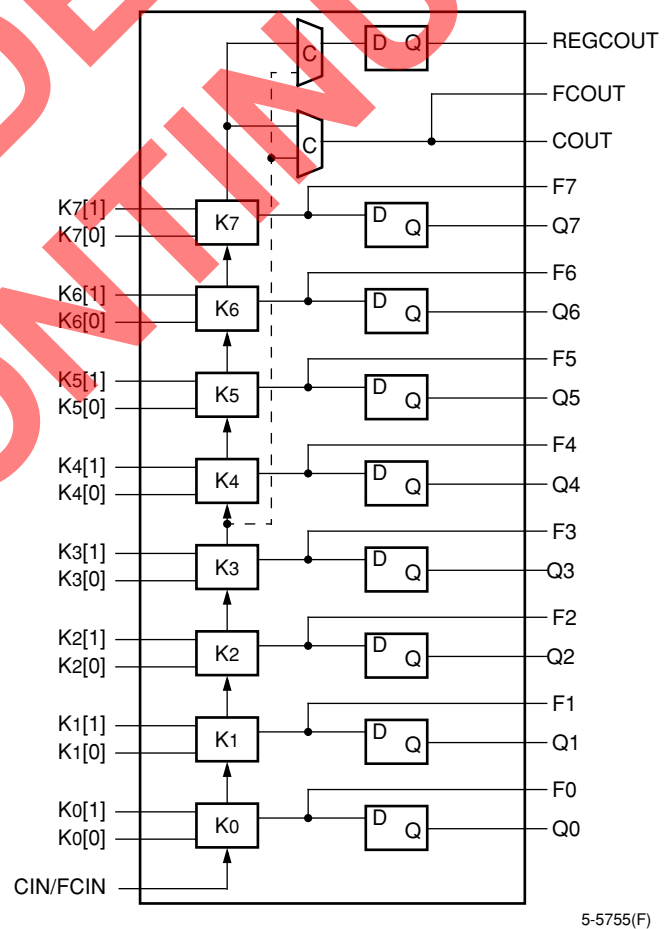 REGCOUT
C
D Q
FCOUT
COUT
C
F7
K7[1]
K7[0]
K7
D
Q
Q7
F6
K6[1]
K6[0]
K6
D
Q
Q6
F5
K5[1]
K5[0]
K5
D
Q
Q5
F4
K4[1]
K4[0]
K4
D
Q
Q4
F3
K3[1]
K3[0]
K3
D
Q
Q3
F2
K2[1]
K2[0]
K2
D
Q
Q2
F1
K1[1]
K1[0]
K1
D
Q
Q1
F0
K0[1]
K0[0]
K0
D
Q
Q0
CIN/FCIN
5-5755(F)